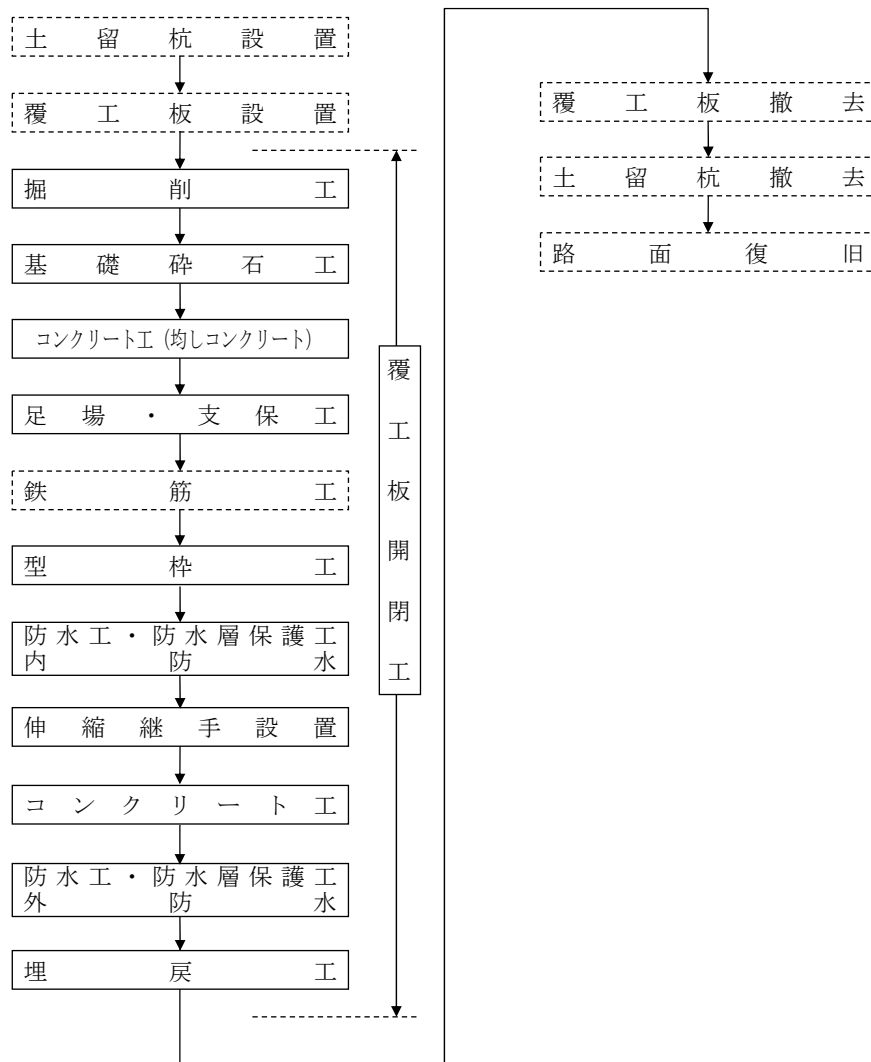 土留杭設置
覆工板設置
掘削工
基礎砕石工
コンクリート工(均しコンクリート)
足場・支保工
鉄筋工
型枠工
防水工・防水層保護工
内防水
伸縮継手設置
コンクリート工
防水工・防水層保護工
外防水
埋戻工
覆工板開閉工
覆工板撤去
土留杭撤去
路面復旧